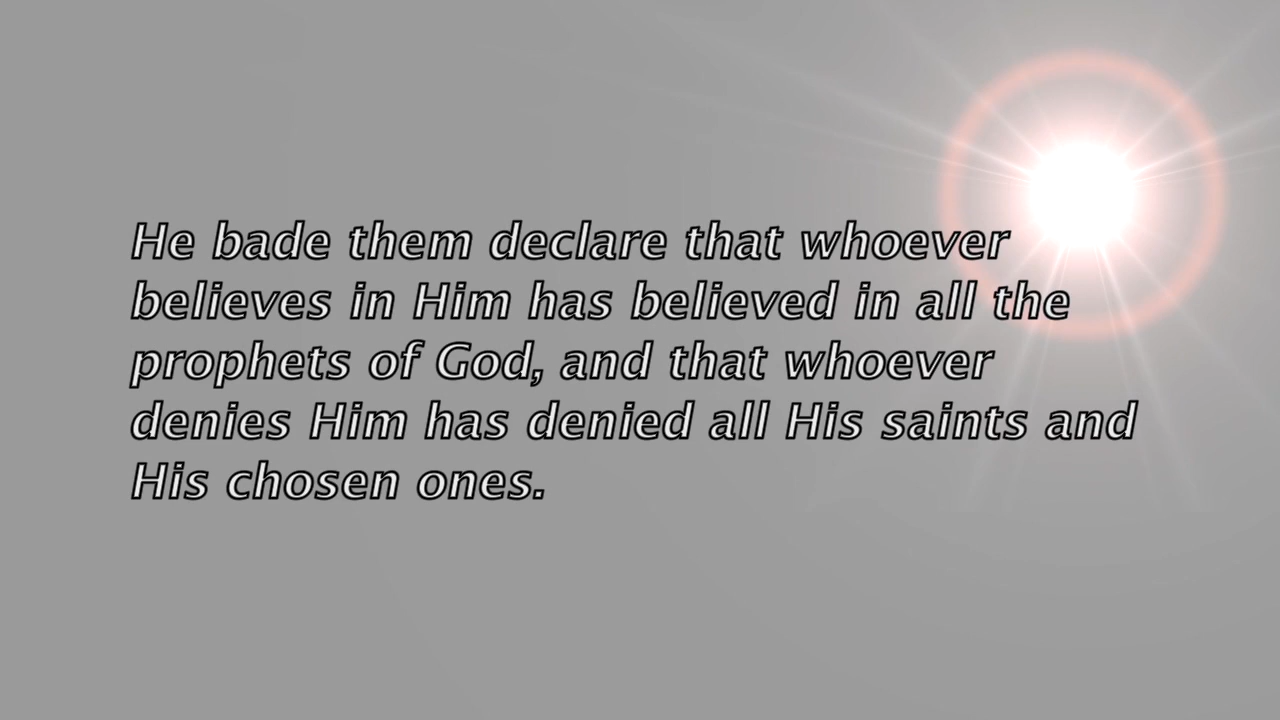 He bade them declare that whoever
believes in Him has believed in all the
prophets of God, and that whoever
denies Him has denied all His saints and
His chosen ones.